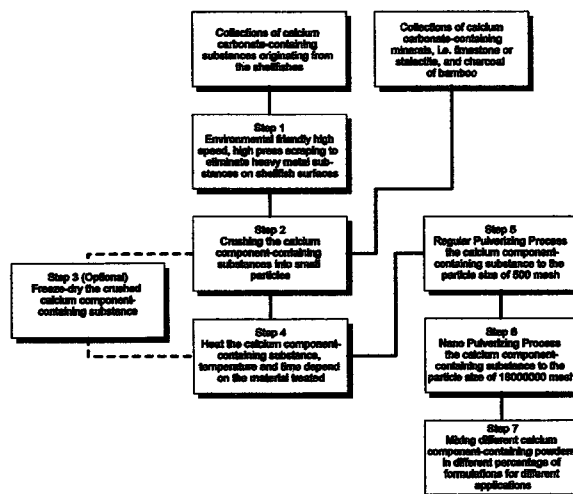 Collections of calcium
carbonate-containing
substances originating from
the shellfishes
Collections of calcium
carbonate-containing
minerals, i.e. limestone or
stalactite, and charcoal
of bamboo
Step 1
Environmental friendly high
speed, high press scraping to
eliminate heavy metal sub-
stances on shellfish surfaces
Step 2
Crushing the calcium
component-containing
substances into small
particles
Step 3 (Optional)
Freeze-dry the crushed
calcium component-
containing substance
Step 4
Heat the calcium component-
containing substance,
temperature and time depend
on the material treated
Step 5
Regular Pulverizing Process
the calcium component-
containing substance to the
particle size of 500 mesh
Step 6
Nano Pulverizing Process
the calcium component-
containing substance to the
particle size of 18000000 mesh
Step 7
Mixing different calcium
component-containing powders
in different percentage of
formulations for different
applications